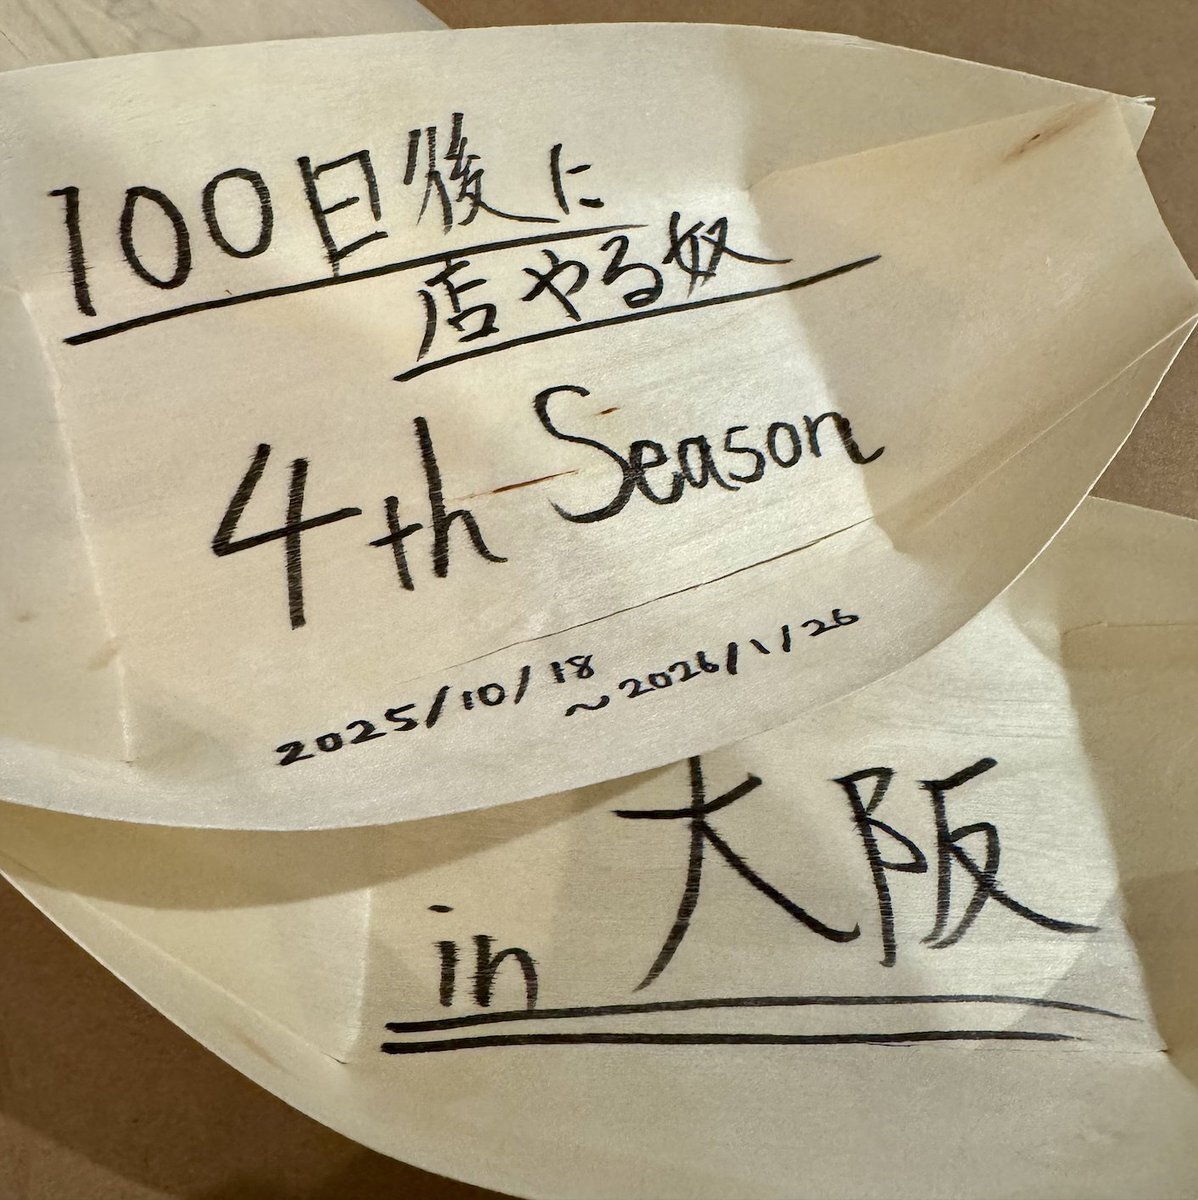 100日後に
店やる奴
4th Season
2025/10/18
～2026/1/26
in 大阪